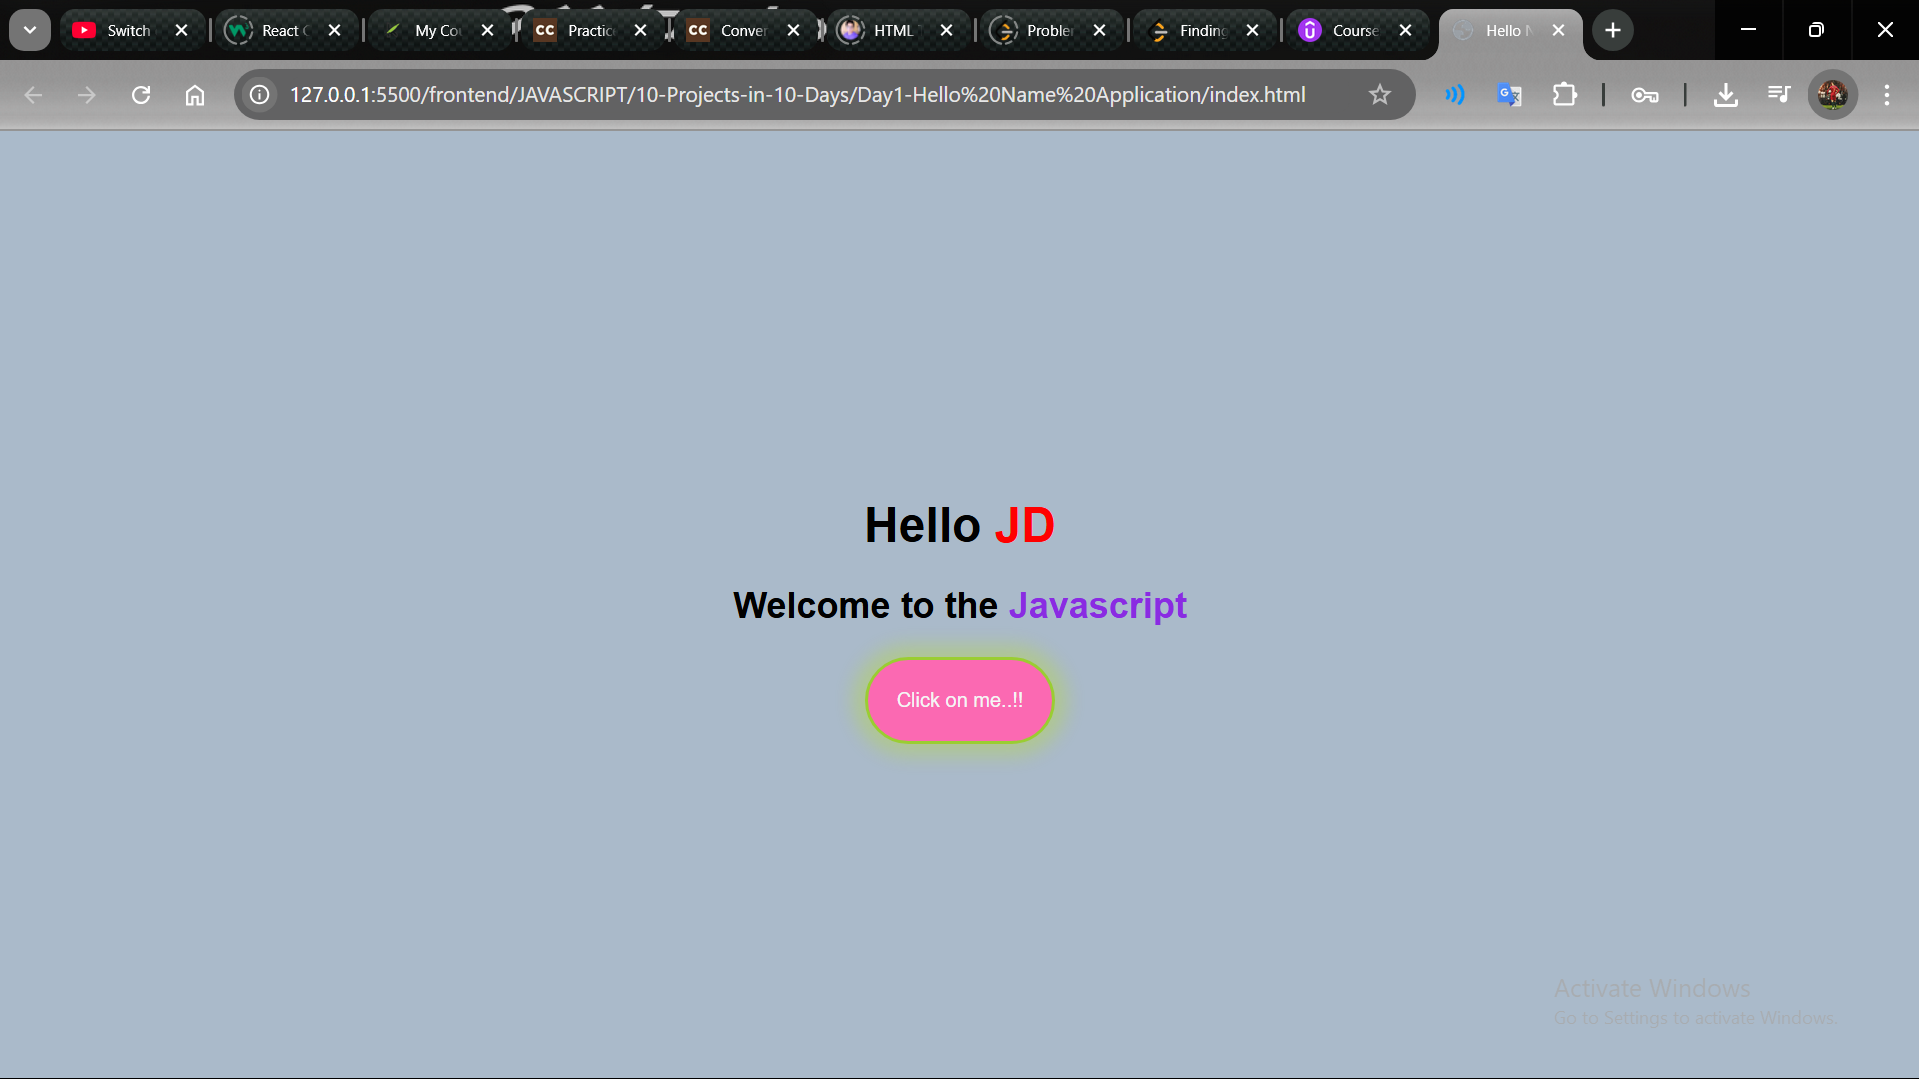 Switch
React
My Cou
Practic
Conver
HTML
Probler
Finding
Course
Hello N
127.0.0.1:5500/frontend/JAVASCRIPT/10-Projects-in-10-Days/Day1-Hello%20Name%20Application/index.html
Hello JD
Welcome to the Javascript
Click on me..!!
Activate Windows
Go to Settings to activate Windows.